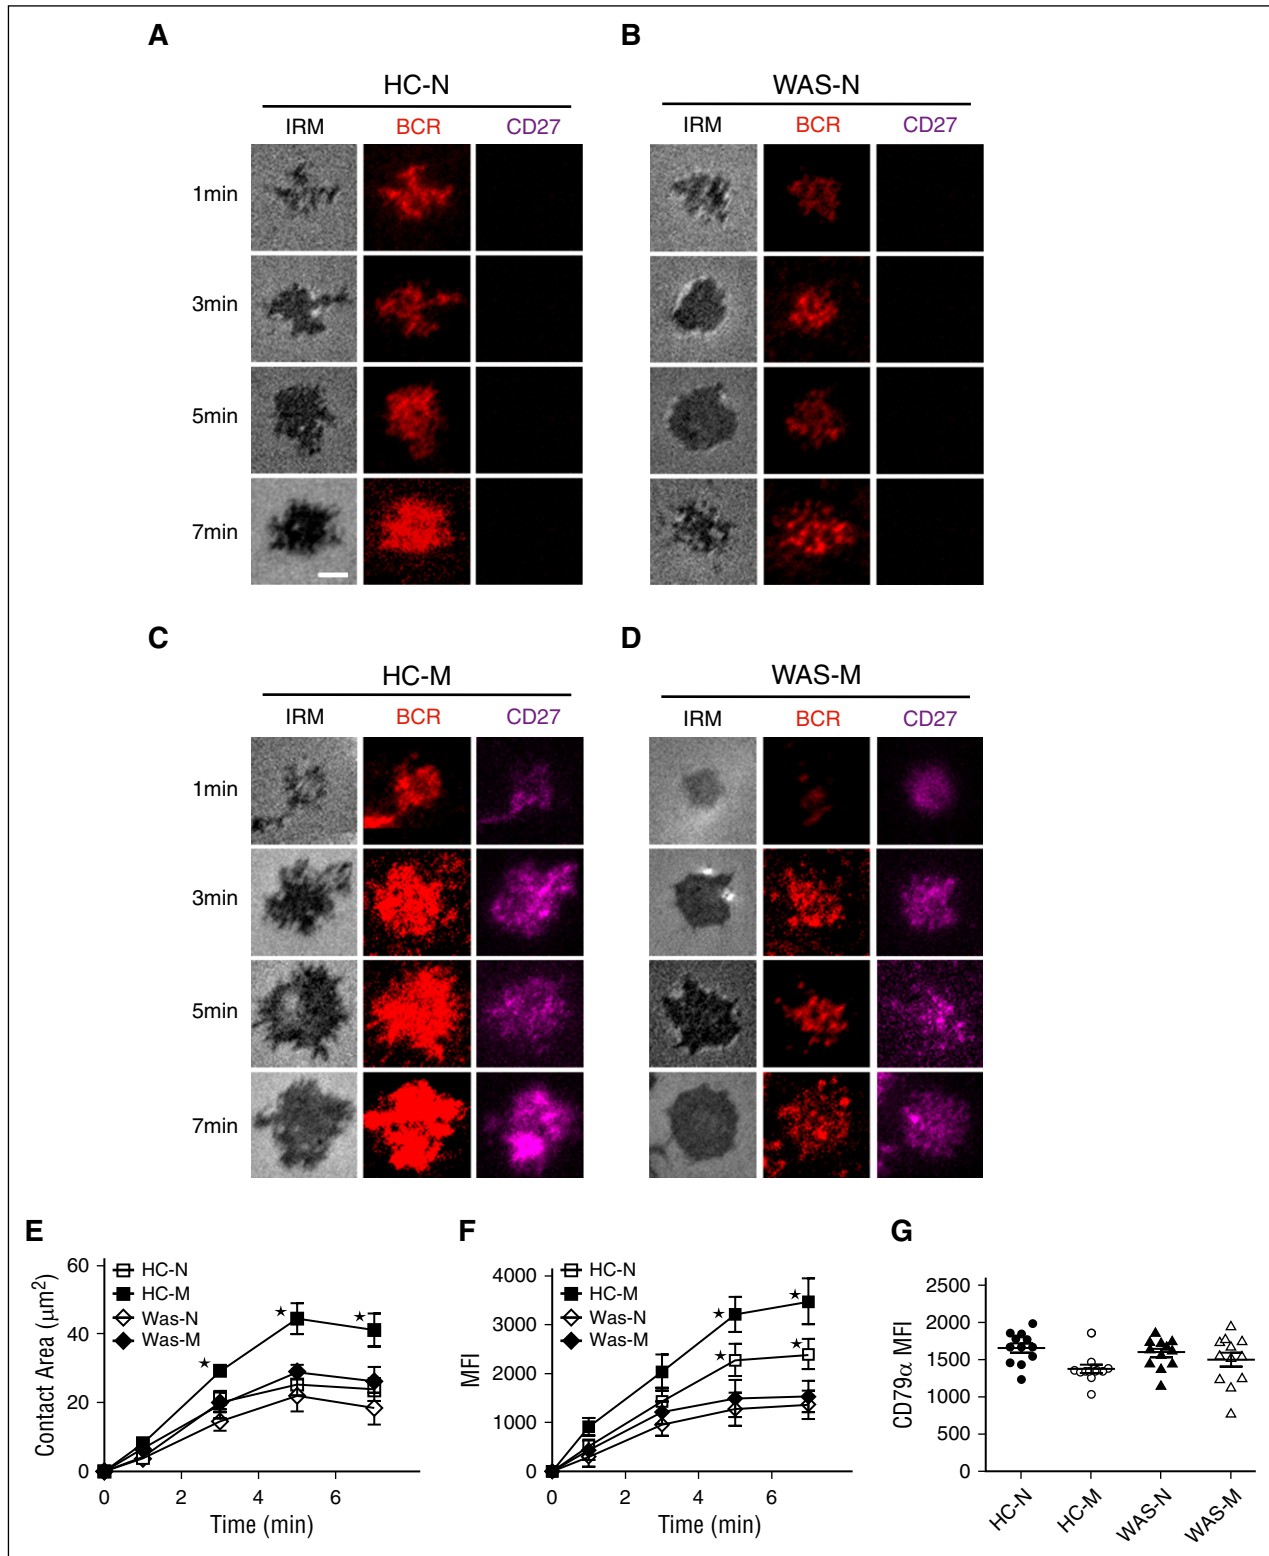 A
B
HC-N
WAS-N
IRM BCR CD27
IRM BCR CD27
1min
3min
5min
7min
C
D
HC-M
WAS-M
IRM BCR CD27
IRM BCR CD27
1min
3min
5min
7min
E
Contact Area (μm²)
60
40
20
0
0 2 4 6
Time (min)
HC-N
HC-M
Was-N
Was-M
F
MFI
4000
3000
2000
1000
0
0 2 4 6
Time (min)
HC-N
HC-M
Was-N
Was-M
G
CD79α MFI
2500
2000
1500
1000
500
0
HC-N
HC-M
WAS-N
WAS-M